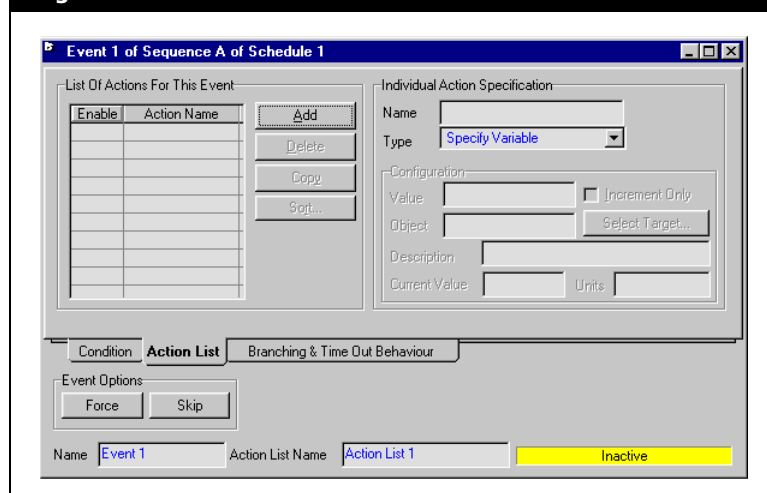 Event 1 of Sequence A of Schedule 1
List Of Actions For This Event
Enable Action Name
Add
Delete
Copy
Sort...
Individual Action Specification
Name
Type Specify Variable
Configuration
Value Increment Only
Object Select Target...
Description
Current Value Units
Condition Action List Branching & Time Out Behaviour
Event Options
Force Skip
Name Event 1 Action List Name Action List 1 Inactive